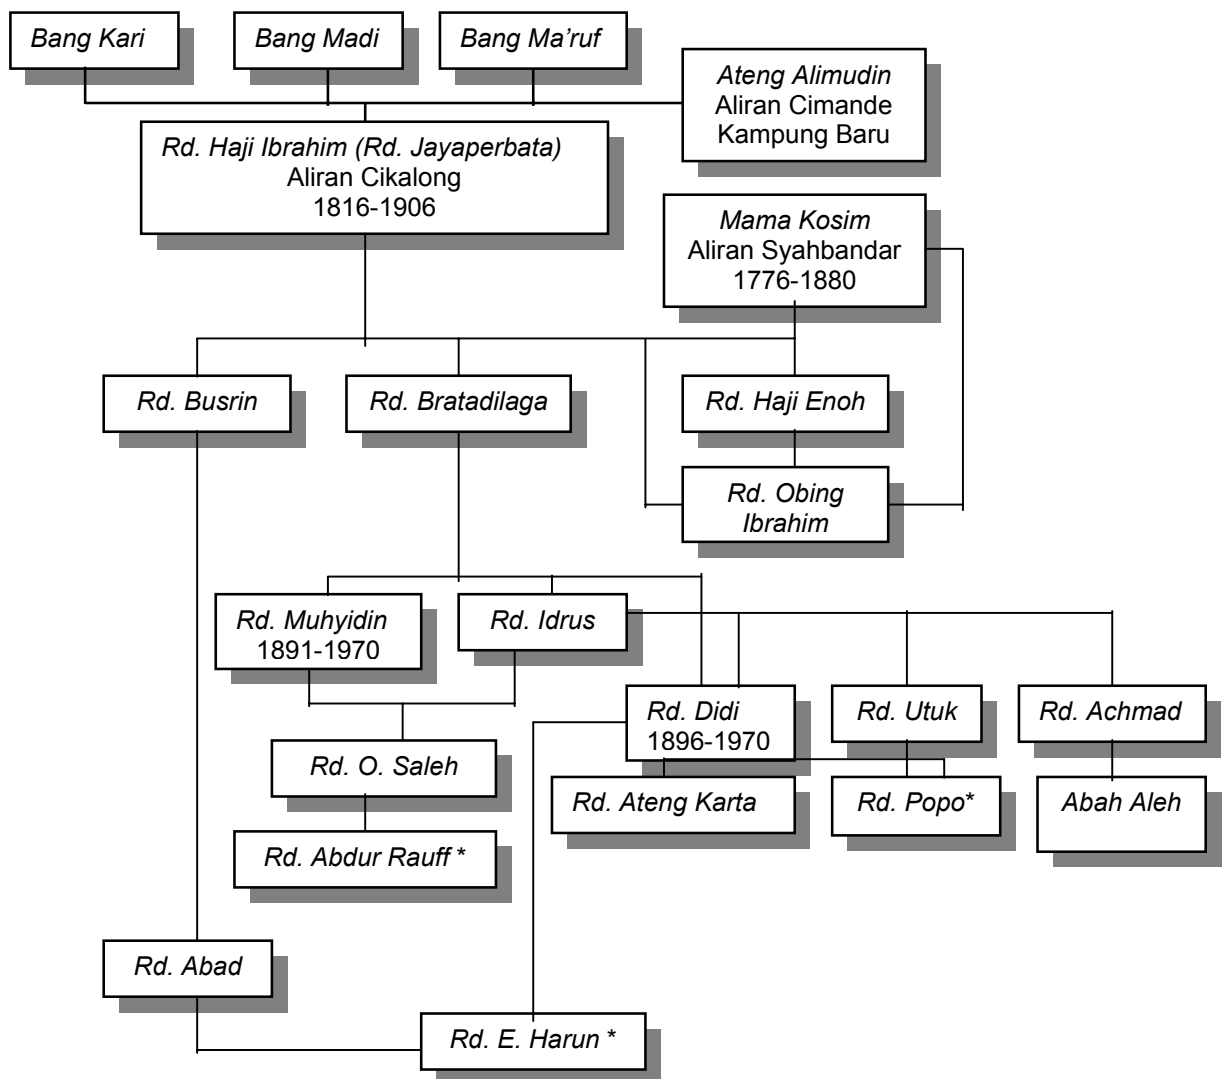 Bang Kari
Bang Madi
Bang Ma'ruf
Ateng Alimudin
Aliran Cimande
Kampung Baru
Rd. Haji Ibrahim (Rd. Jayaperbata)
Aliran Cikalong
1816-1906
Mama Kosim
Aliran Syahbandar
1776-1880
Rd. Busrin
Rd. Bratadilaga
Rd. Haji Enoh
Rd. Obing
Ibrahim
Rd. Muhyidin
1891-1970
Rd. Idrus
Rd. Didi
1896-1970
Rd. Utuk
Rd. Achmad
Rd. O. Saleh
Rd. Ateng Karta
Rd. Popo*
Abah Aleh
Rd. Abdur Rauff *
Rd. Abad
Rd. E. Harun *